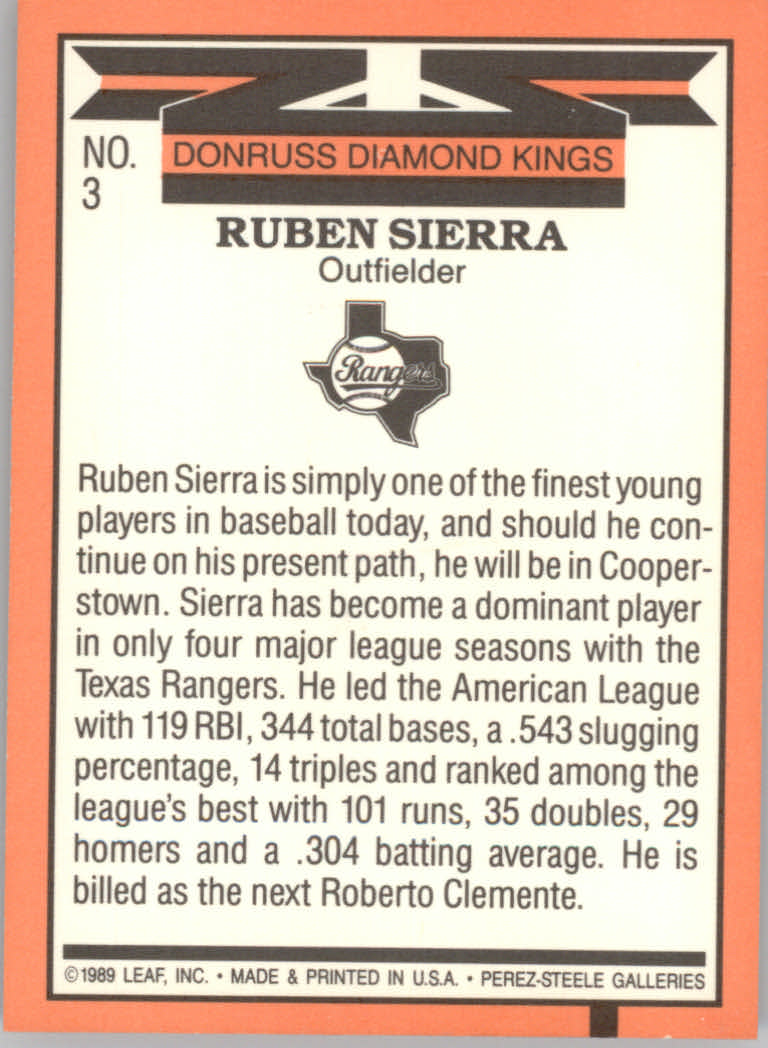 NO.
3
DONRUSS DIAMOND KINGS
RUBEN SIERRA
Outfielder
Rangers
Ruben Sierra is simply one of the finest young
players in baseball today, and should he con-
tinue on his present path, he will be in Cooper-
stown. Sierra has become a dominant player
in only four major league seasons with the
Texas Rangers. He led the American League
with 119 RBI, 344 total bases, a .543 slugging
percentage, 14 triples and ranked among the
league's best with 101 runs, 35 doubles, 29
homers and a .304 batting average. He is
billed as the next Roberto Clemente.
©1989 LEAF, INC. • MADE & PRINTED IN U.S.A. • PEREZ-STEELE GALLERIES